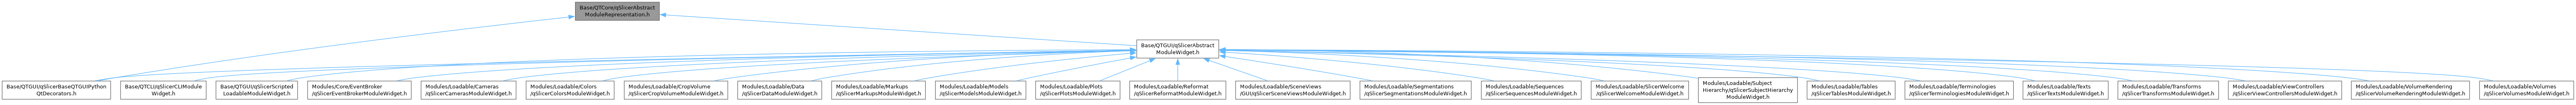 Base/QTCore/qSlicerAbstract
ModuleRepresentation.h
Base/QTGUI/qSlicerAbstract
ModuleWidget.h
Base/QTGUI/qSlicerBaseQTGUIPython
QtDecorators.h
Base/QTCLI/qSlicerCLIModule
Widget.h
Base/QTGUI/qSlicerScripted
LoadableModuleWidget.h
Modules/Core/EventBroker
/qSlicerEventBrokerModuleWidget.h
Modules/Loadable/Cameras
/qSlicerCamerasModuleWidget.h
Modules/Loadable/Colors
/qSlicerColorsModuleWidget.h
Modules/Loadable/CropVolume
/qSlicerCropVolumeModuleWidget.h
Modules/Loadable/Data
/qSlicerDataModuleWidget.h
Modules/Loadable/Markups
/qSlicerMarkupsModuleWidget.h
Modules/Loadable/Models
/qSlicerModelsModuleWidget.h
Modules/Loadable/Plots
/qSlicerPlotsModuleWidget.h
Modules/Loadable/Reformat
/qSlicerReformatModuleWidget.h
Modules/Loadable/SceneViews
/GUI/qSlicerSceneViewsModuleWidget.h
Modules/Loadable/Segmentations
/qSlicerSegmentationsModuleWidget.h
Modules/Loadable/Sequences
/qSlicerSequencesModuleWidget.h
Modules/Loadable/SlicerWelcome
/qSlicerWelcomeModuleWidget.h
Modules/Loadable/Subject
Hierarchy/qSlicerSubjectHierarchy
ModuleWidget.h
Modules/Loadable/Tables
/qSlicerTablesModuleWidget.h
Modules/Loadable/Terminologies
/qSlicerTerminologiesModuleWidget.h
Modules/Loadable/Texts
/qSlicerTextsModuleWidget.h
Modules/Loadable/Transforms
/qSlicerTransformsModuleWidget.h
Modules/Loadable/ViewControllers
/qSlicerViewControllersModuleWidget.h
Modules/Loadable/VolumeRendering
/qSlicerVolumeRenderingModuleWidget.h
Modules/Loadable/Volumes
/qSlicerVolumesModuleWidget.h